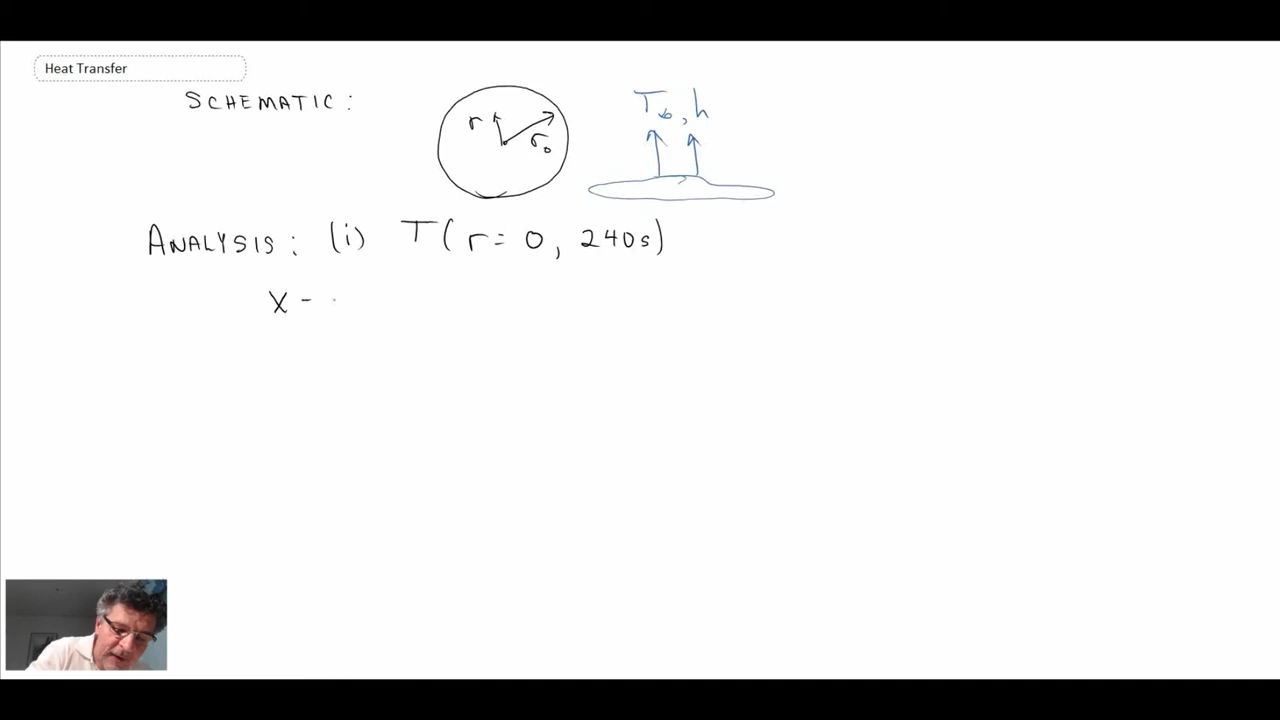 Heat Transfer
SCHEMATIC:
r
r₀
T∞, h
ANALYSIS: (i) T(r=0, 240s)
X-